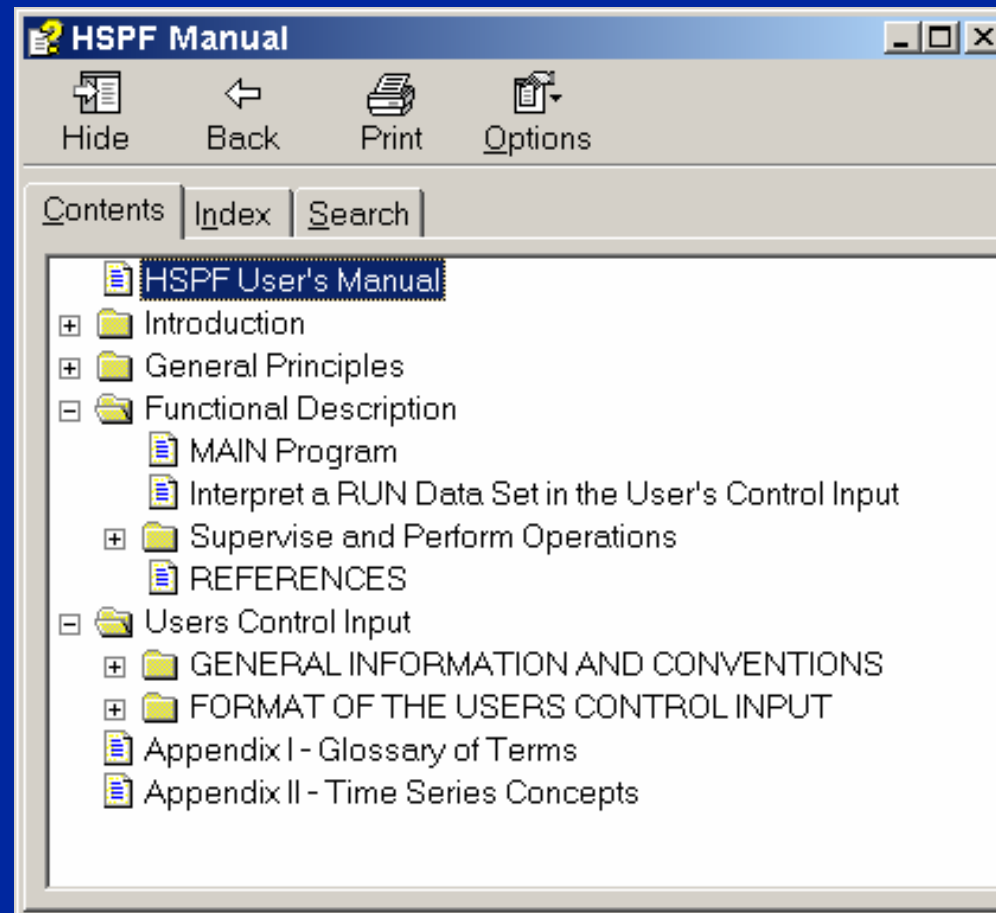 HSPF Manual
Hide Back Print Options
Contents Index Search
HSPF User's Manual
Introduction
General Principles
Functional Description
MAIN Program
Interpret a RUN Data Set in the User's Control Input
Supervise and Perform Operations
REFERENCES
Users Control Input
GENERAL INFORMATION AND CONVENTIONS
FORMAT OF THE USERS CONTROL INPUT
Appendix I - Glossary of Terms
Appendix II - Time Series Concepts